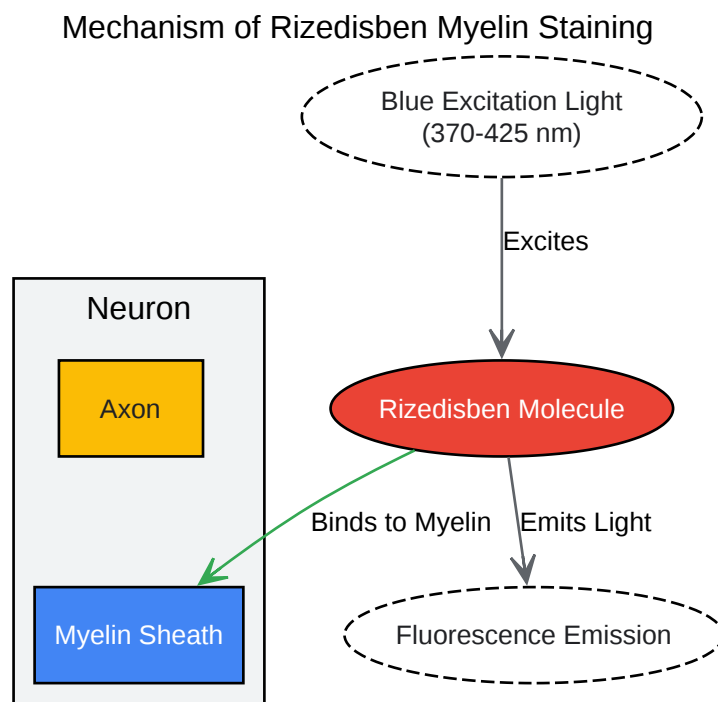 Mechanism of Rizedisben Myelin Staining
Blue Excitation Light
(370-425 nm)
Excites
Neuron
Axon
Rizedisben Molecule
Binds to Myelin
Emits Light
Myelin Sheath
Fluorescence Emission